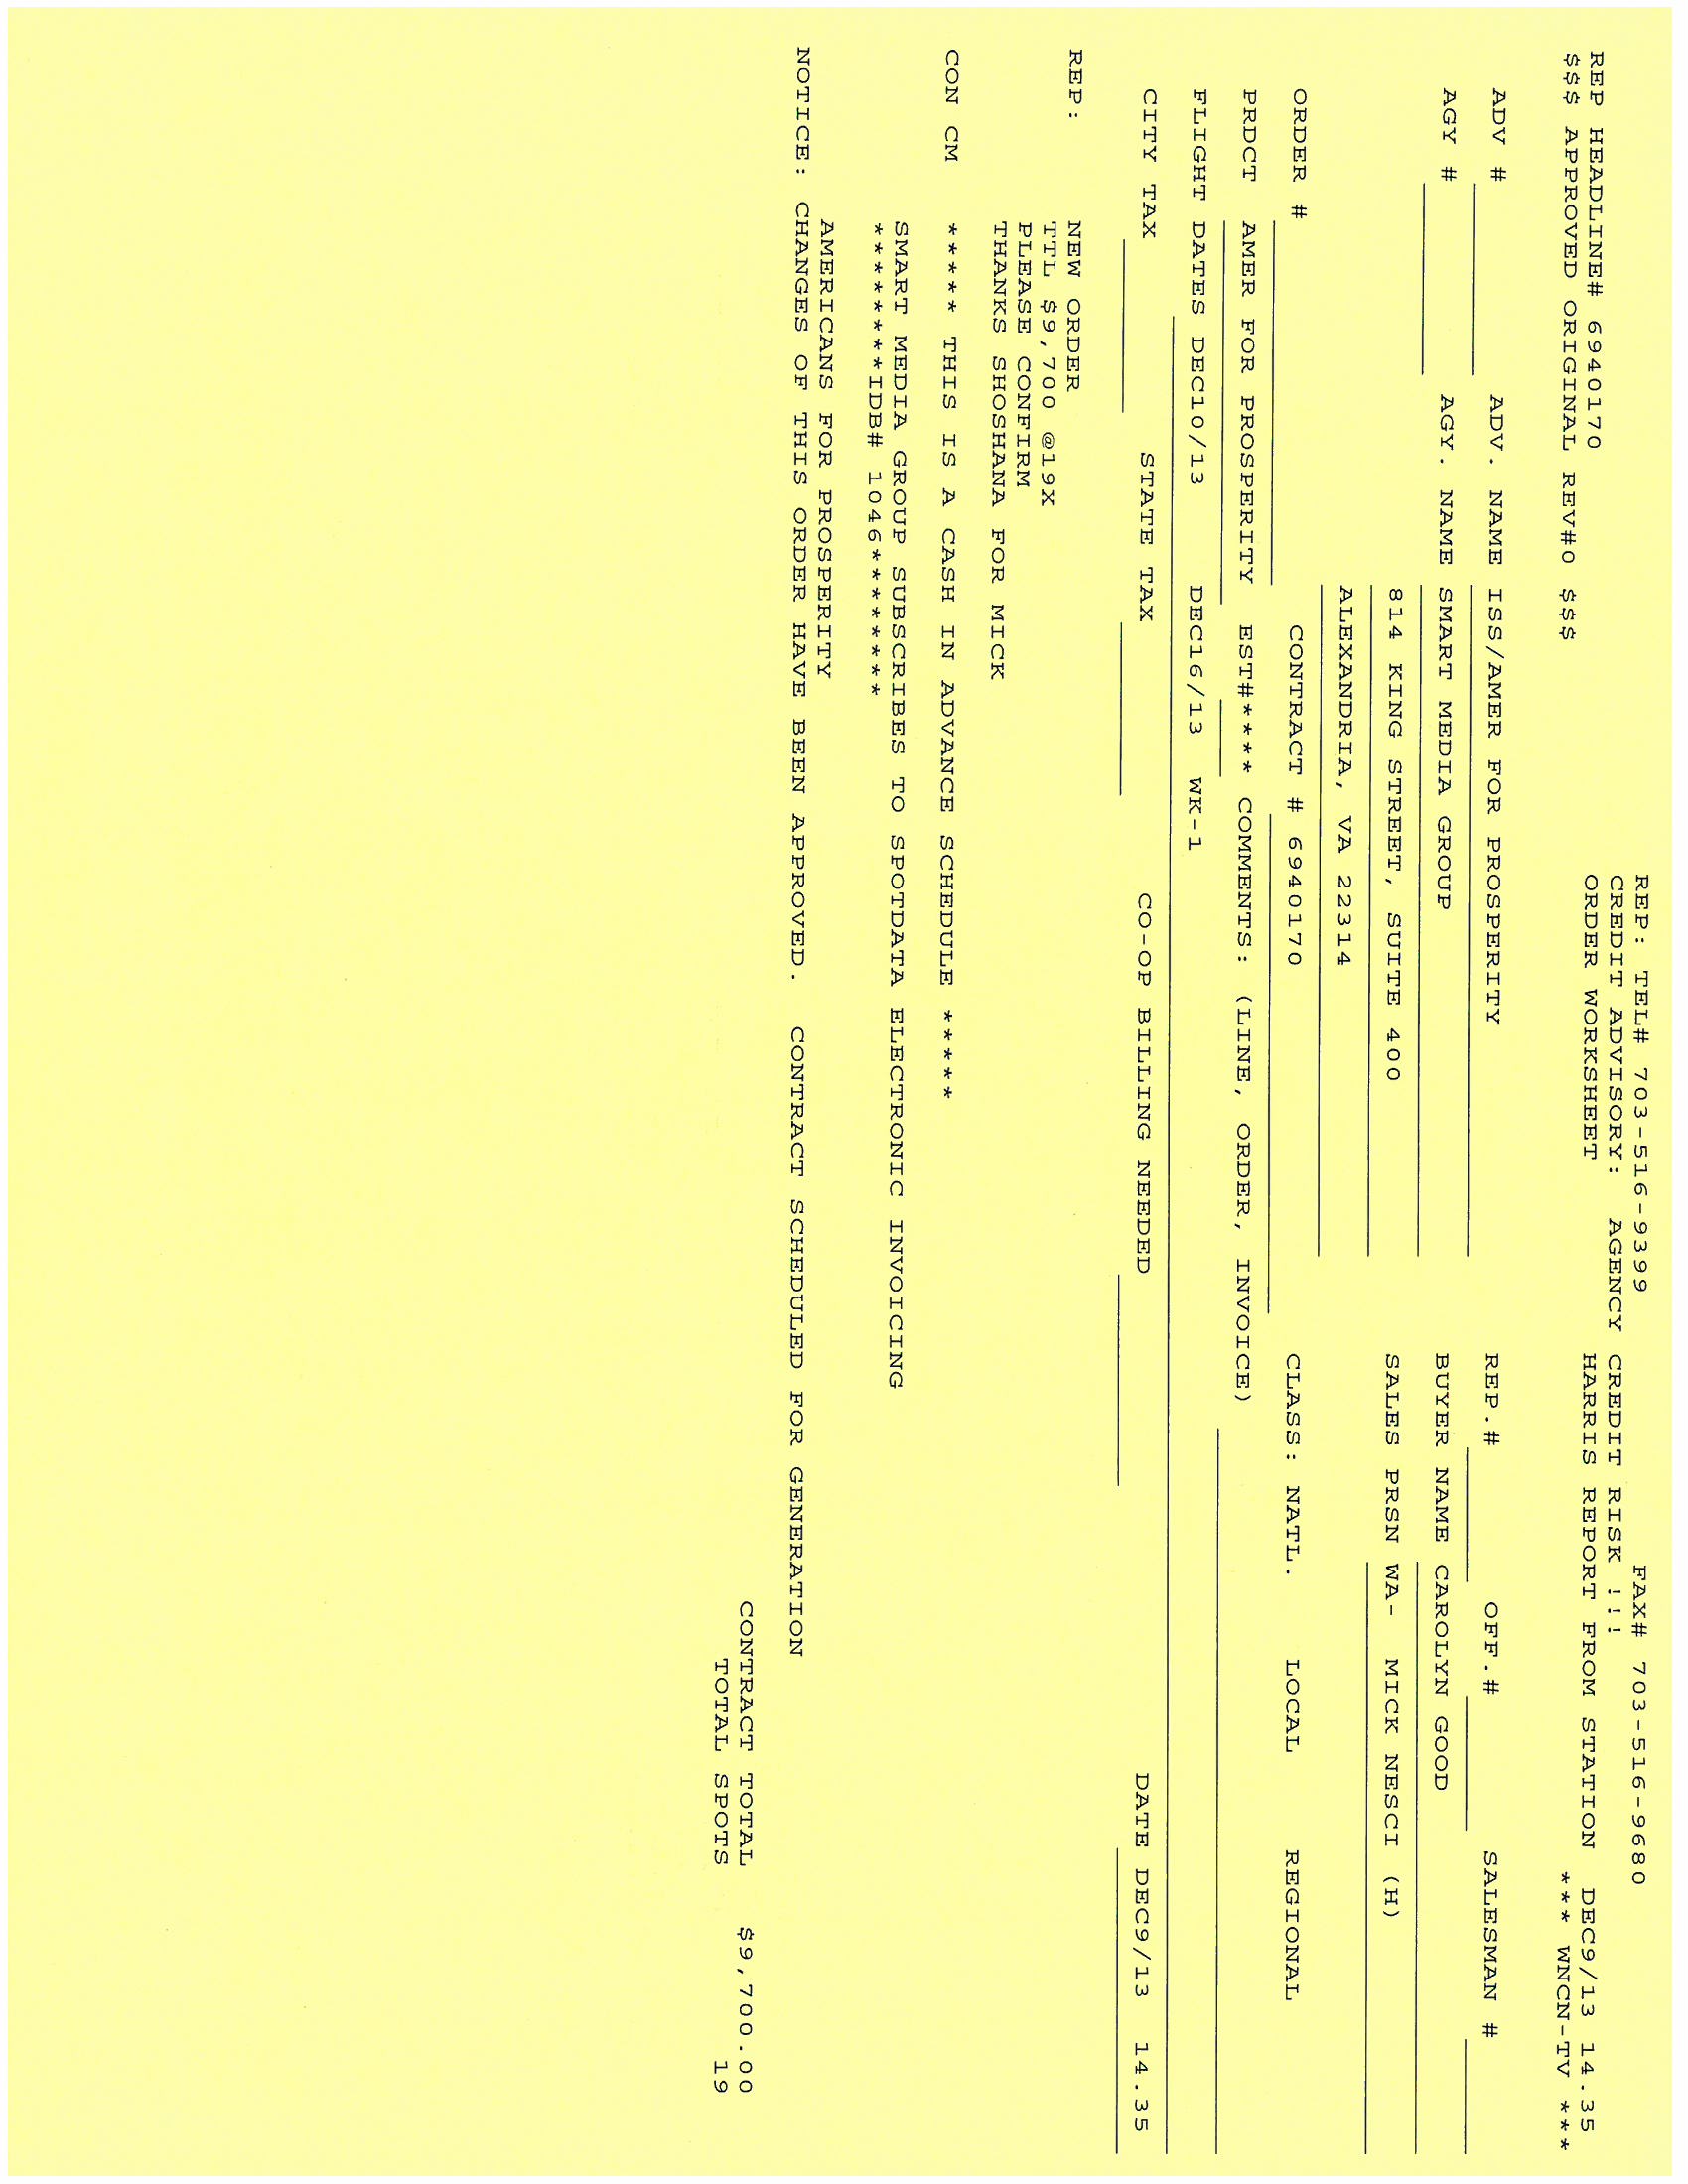 REP: TEL# 703-516-9399 FAX# 703-516-9680
CREDIT ADVISORY: AGENCY CREDIT RISK !!!
REP HEADLINE# 6940170 ORDER WORKSHEET HARRIS REPORT FROM STATION DEC9/13 14.35
$$$ APPROVED ORIGINAL REV#0 $$$ *** WNCN-TV ***
ADV # ADV. NAME ISS/AMER FOR PROSPERITY REP.# OFF.# SALESMAN #
AGY # AGY. NAME SMART MEDIA GROUP BUYER NAME CAROLYN GOOD
814 KING STREET, SUITE 400 SALES PRSN WA- MICK NESCI (H)
ALEXANDRIA, VA 22314
ORDER # CONTRACT # 6940170 CLASS: NATL. LOCAL REGIONAL
PRDCT AMER FOR PROSPERITY EST#**** COMMENTS: (LINE, ORDER, INVOICE)
FLIGHT DATES DEC10/13 DEC16/13 WK-1
CITY TAX STATE TAX CO-OP BILLING NEEDED DATE DEC9/13 14.35
REP: NEW ORDER
TTL $9,700 @19X
PLEASE CONFIRM
THANKS SHOSHANA FOR MICK
CON CM ***** THIS IS A CASH IN ADVANCE SCHEDULE *****
SMART MEDIA GROUP SUBSCRIBES TO SPOTDATA ELECTRONIC INVOICING
********IDB# 1046********
AMERICANS FOR PROSPERITY
NOTICE: CHANGES OF THIS ORDER HAVE BEEN APPROVED. CONTRACT SCHEDULED FOR GENERATION
CONTRACT TOTAL $9,700.00
TOTAL SPOTS 19